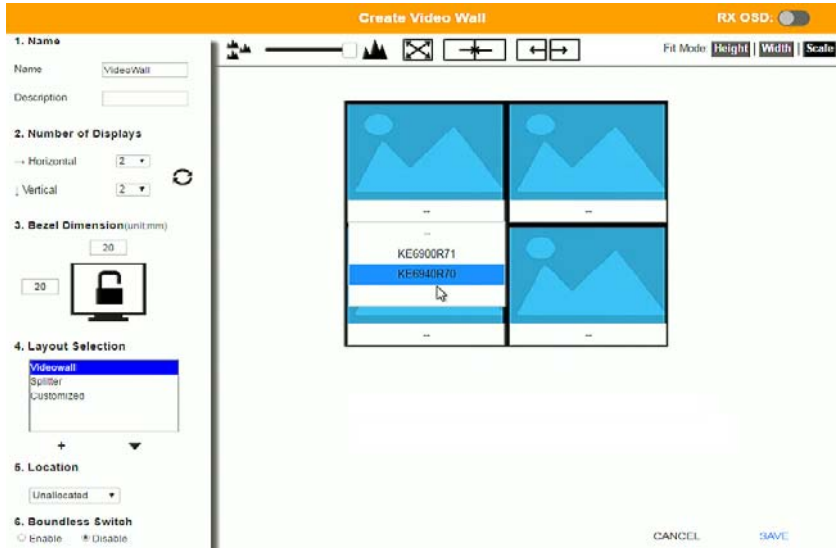 Create Video Wall
RX OSD:
1. Name
Name VideoWall
Description
2. Number of Displays
→ Horizontal 2
↓ Vertical 2
3. Bezel Dimension(unit:mm)
20
20
4. Layout Selection
Videowall
Splitter
Customized
+
5. Location
Unallocated
6. Boundless Switch
Enable Disable
Fit Mode: Height | Width | Scale
-- --
--
KE6900R71
KE6940R70
-- --
CANCEL SAVE